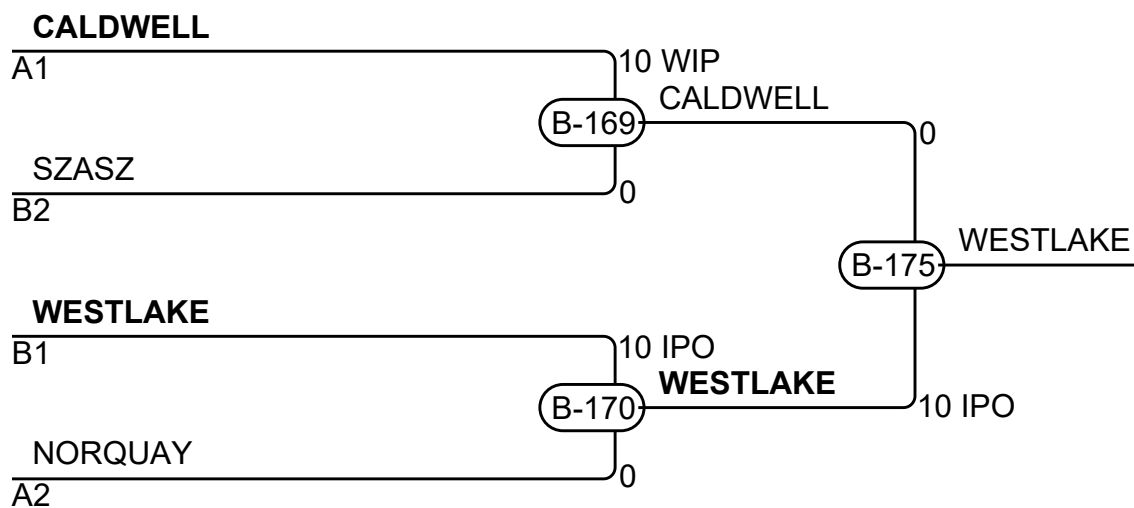 CALDWELL
A1
10 WIP
CALDWELL
B-169
0
SZASZ
B2
0
WESTLAKE
B-175
WESTLAKE
B1
10 IPO
WESTLAKE
B-170
10 IPO
NORQUAY
A2
0